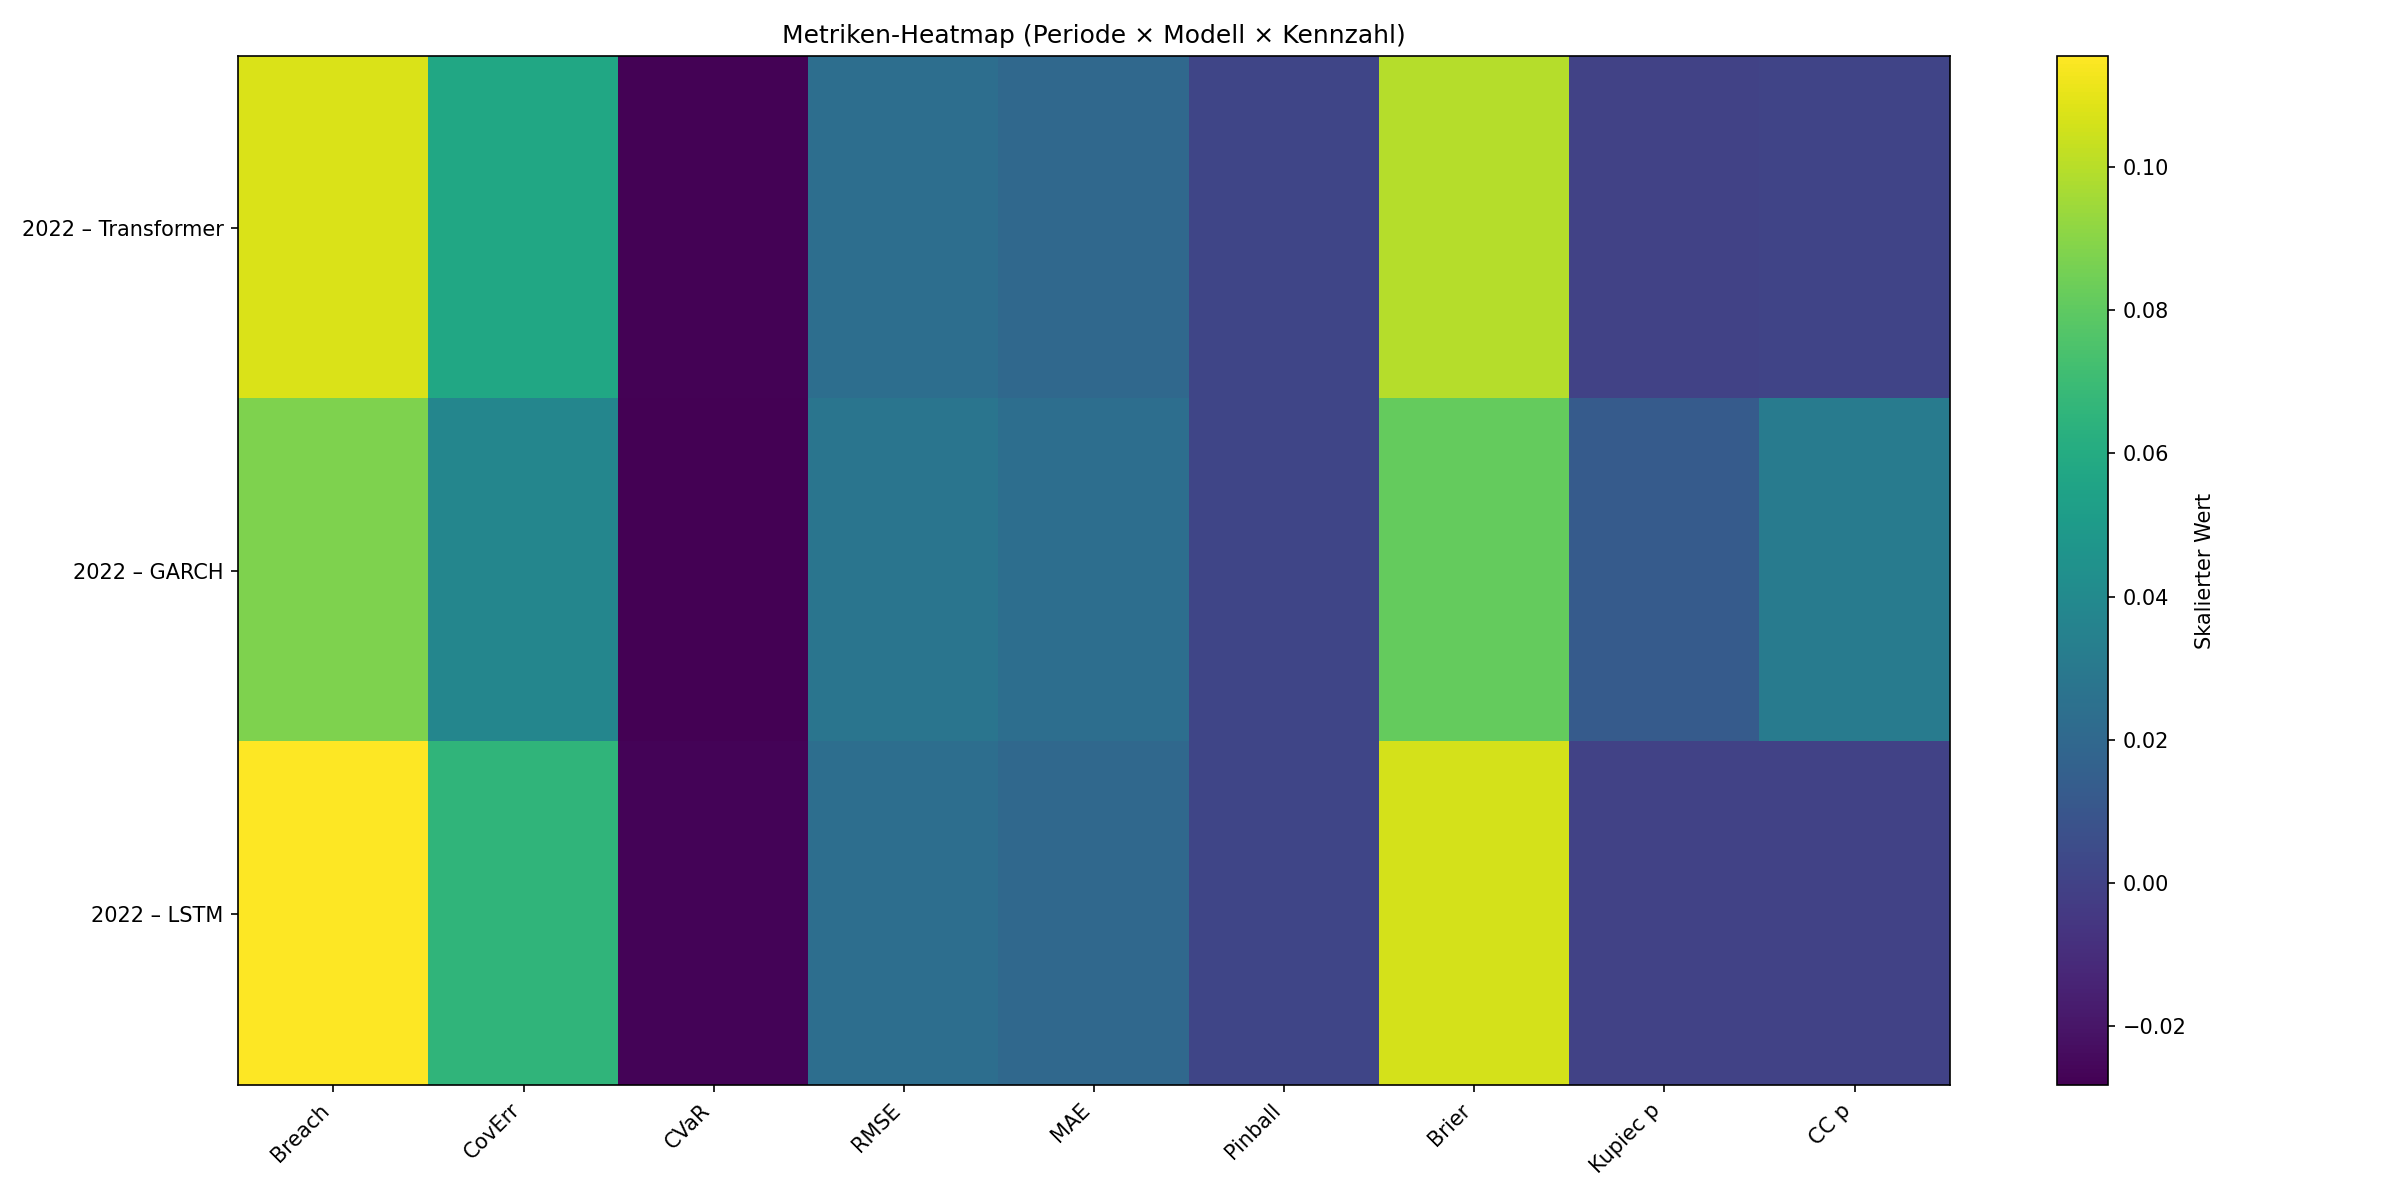 Metriken-Heatmap (Periode × Modell × Kennzahl)
2022 – Transformer
2022 – GARCH
2022 – LSTM
Breach
CovErr
CVaR
RMSE
MAE
Pinball
Brier
Kupiec p
CC p
0.10
0.08
0.06
0.04
0.02
0.00
−0.02
Skalierter Wert